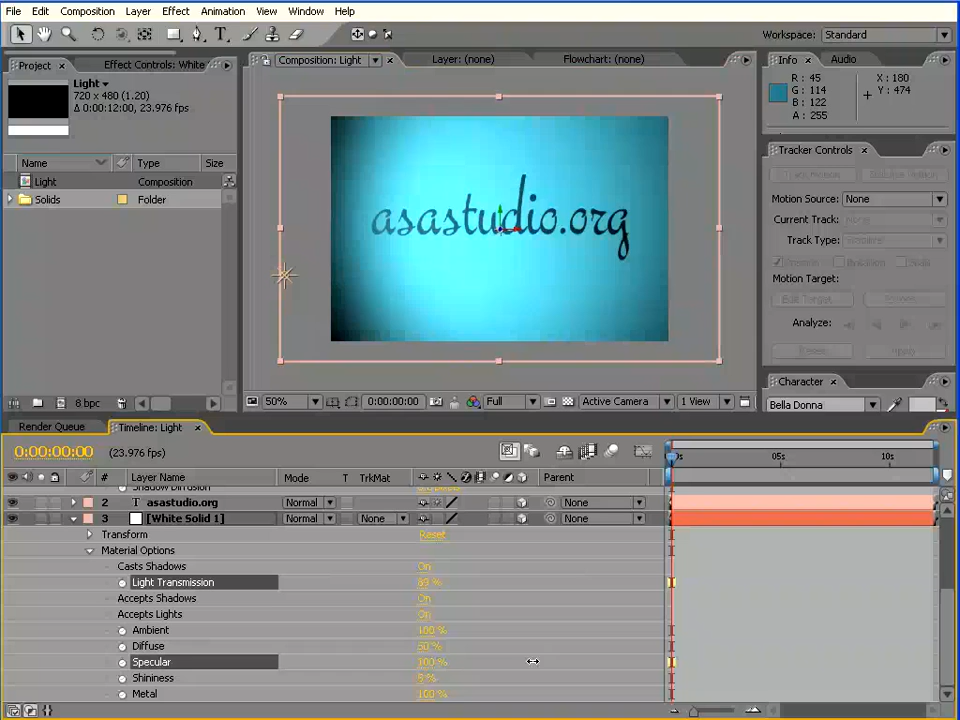 File Edit Composition Layer Effect Animation View Window Help
Workspace: Standard
Project Effect Controls: White
Light
720 x 480 (1.20)
Δ 0:00:12:00, 23.976 fps
Name Type Size
Light Composition
Solids Folder
8 bpc
Composition: Light Layer: (none) Flowchart: (none)
asastudio.org
50% 0:00:00:00 Full Active Camera 1 View
Info Audio
R : 45
G : 114
B : 122
A : 255
X : 180
Y : 474
Tracker Controls
Motion Source: None
Current Track:
Track Type:
Motion Target:
Analyze:
Character
Bella Donna
Render Queue Timeline: Light
0:00:00:00 (23.976 fps)
05s 10s
# Layer Name Mode T TrkMat Parent
2 T asastudio.org Normal None
3 [White Solid 1] Normal None None
Transform Reset
Material Options
Casts Shadows On
Light Transmission 89 %
Accepts Shadows On
Accepts Lights On
Ambient 100 %
Diffuse 50 %
Specular 100 %
Shininess 5 %
Metal 100 %